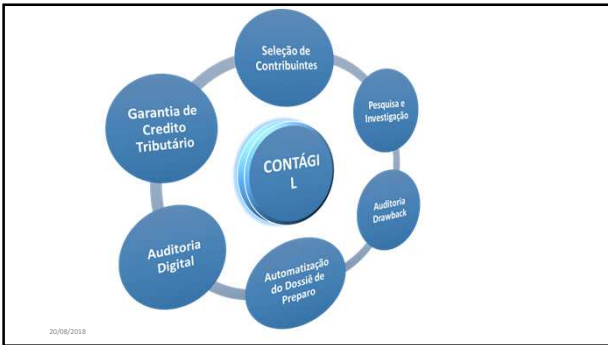 Seleção de
Contribuintes
Pesquisa e
Investigação
Auditoria
Drawback
Automatização
do Dossiê de
Preparo
Auditoria
Digital
Garantia de
Credito
Tributário
CONTÁGI
L
20/08/2018